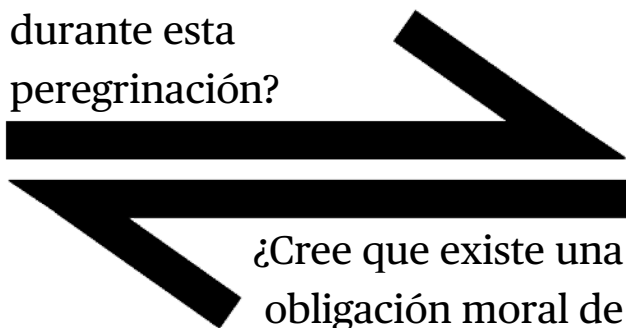 durante esta
peregrinación?
¿Cree que existe una
obligación moral de